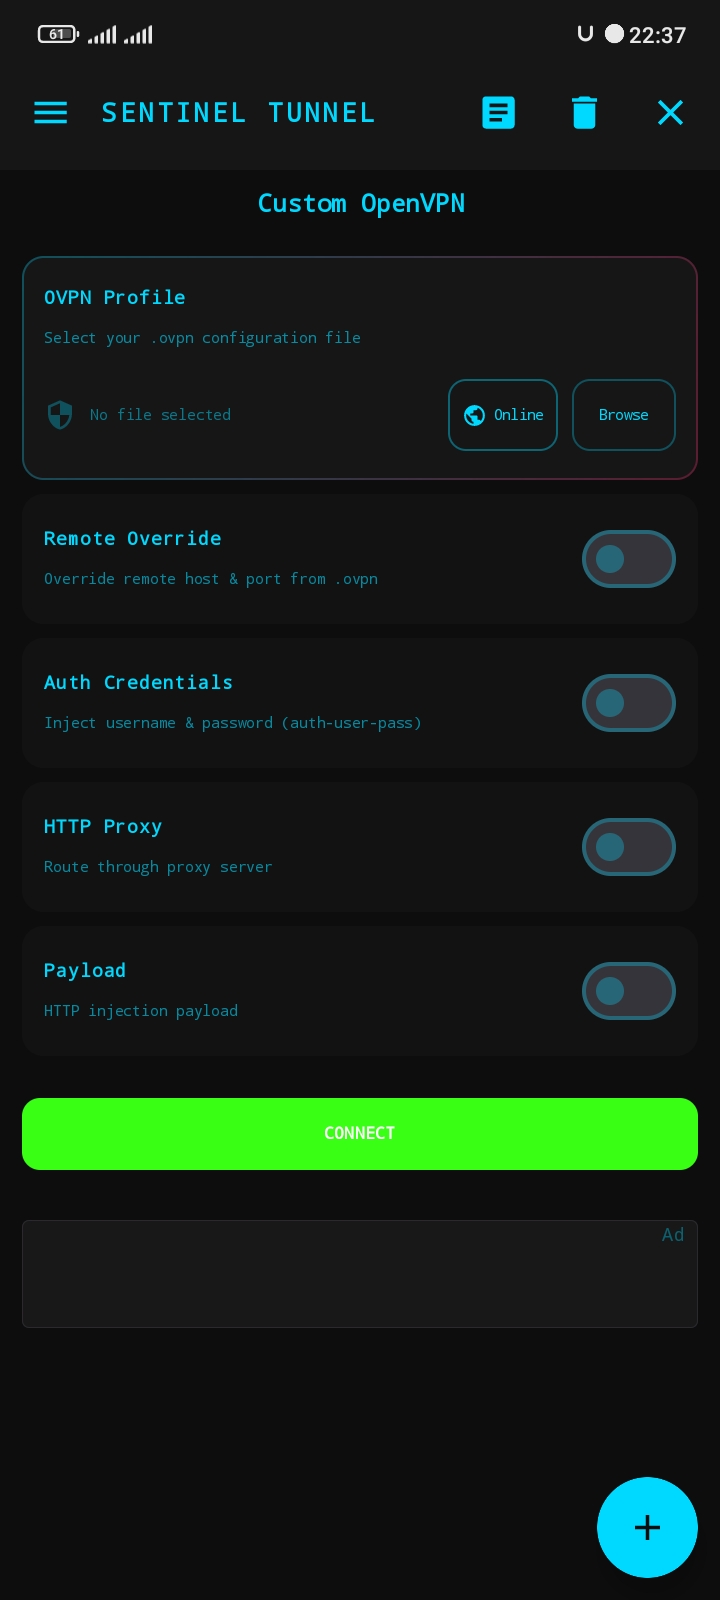 61
22:37
SENTINEL TUNNEL
Custom OpenVPN
OVPN Profile
Select your .ovpn configuration file
No file selected
Online
Browse
Remote Override
Override remote host & port from .ovpn
Auth Credentials
Inject username & password (auth-user-pass)
HTTP Proxy
Route through proxy server
Payload
HTTP injection payload
CONNECT
Ad